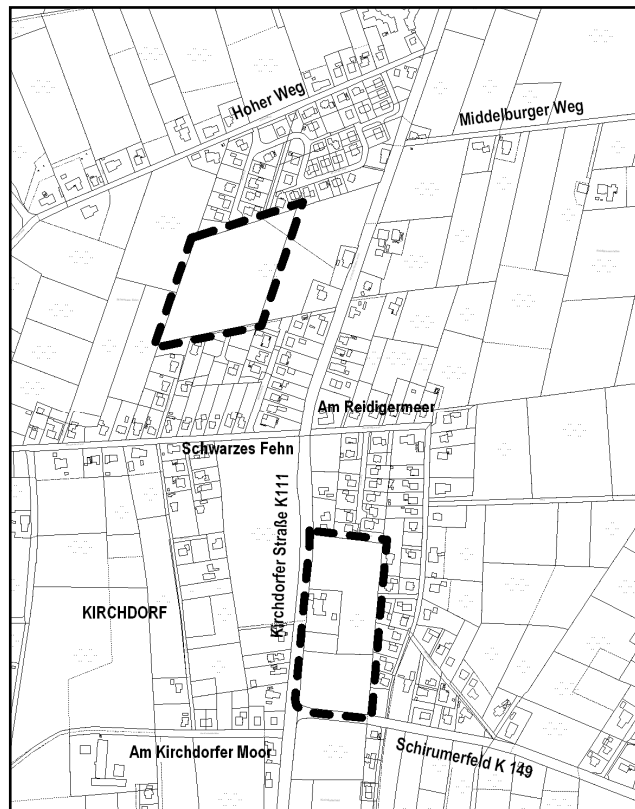 Hoher Weg
Middelburger Weg
Am Reidigermeer
Schwarzes Fehn
Kirchdorfer Straße K111
KIRCHDORF
Am Kirchdorfer Moor
Schirumerfeld K 149